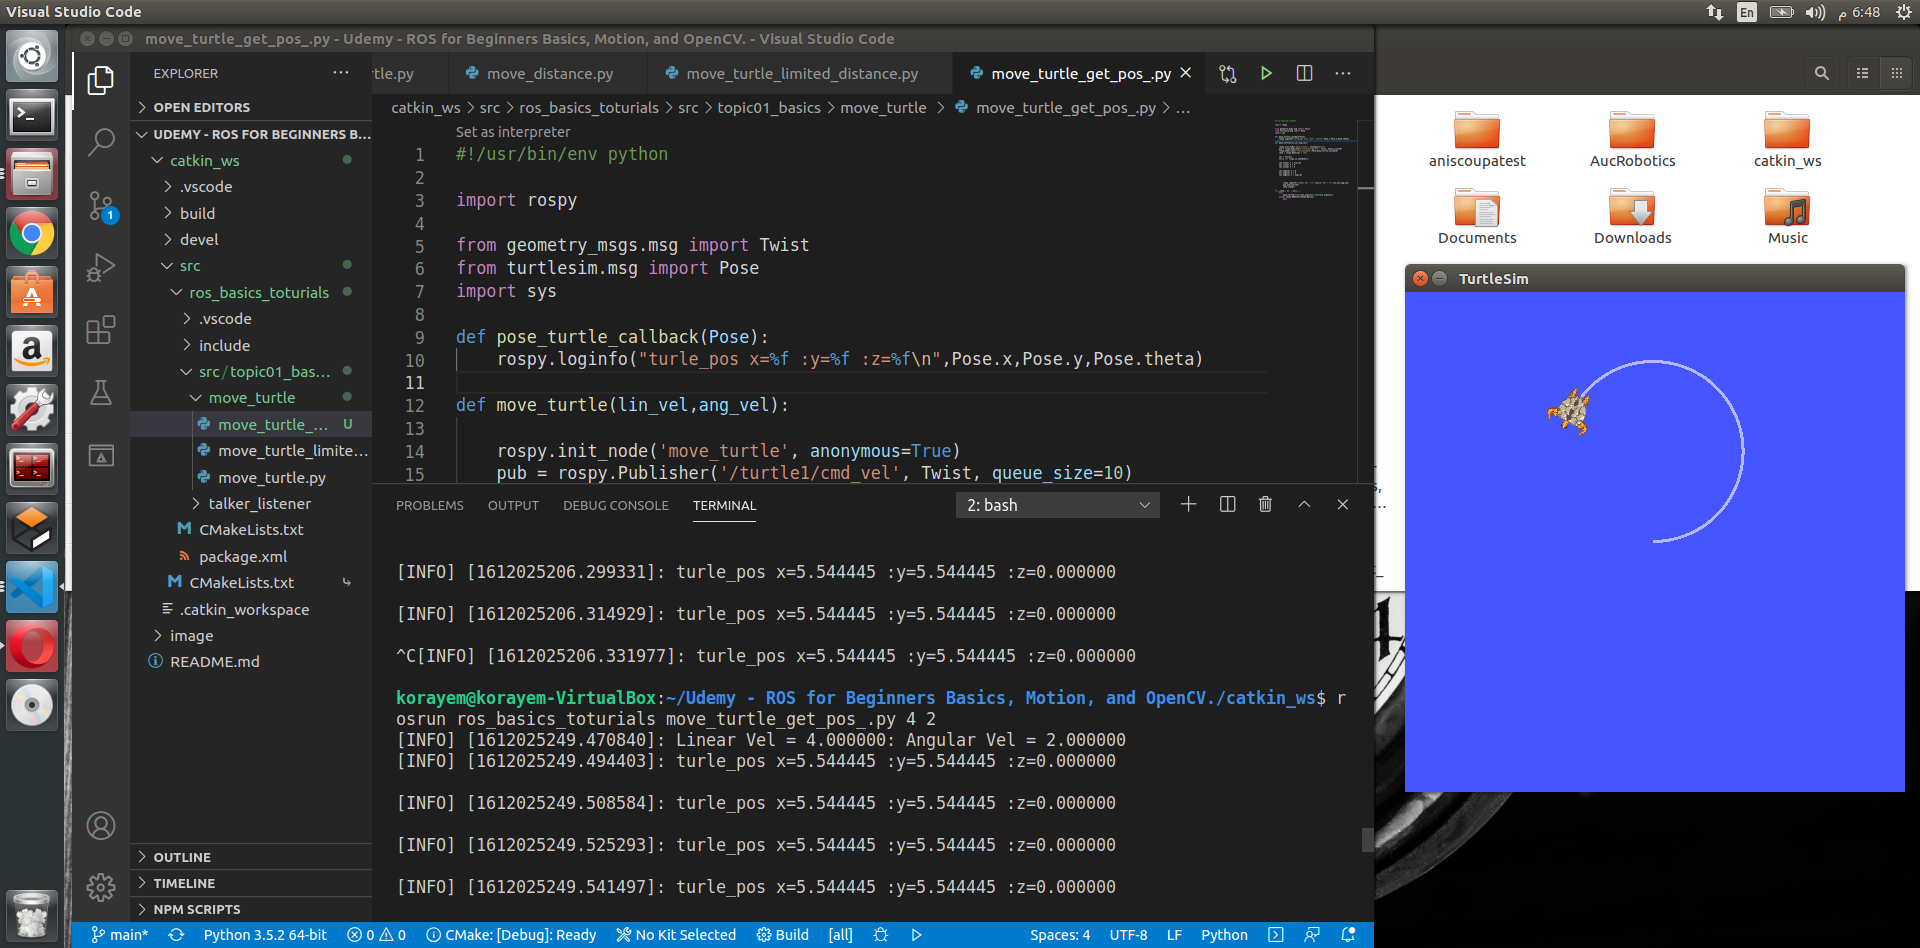 Visual Studio Code
En
6:48 م
move_turtle_get_pos_.py - Udemy - ROS for Beginners Basics, Motion, and OpenCV. - Visual Studio Code
EXPLORER
OPEN EDITORS
UDEMY - ROS FOR BEGINNERS B...
catkin_ws
.vscode
build
devel
src
ros_basics_toturials
.vscode
include
src/topic01_bas...
move_turtle
move_turtle_... U
move_turtle_limite...
move_turtle.py
talker_listener
CMakeLists.txt
package.xml
CMakeLists.txt
.catkin_workspace
image
README.md
OUTLINE
TIMELINE
NPM SCRIPTS
1
tle.py move_distance.py move_turtle_limited_distance.py move_turtle_get_pos_.py
catkin_ws > src > ros_basics_toturials > src > topic01_basics > move_turtle > move_turtle_get_pos_.py > ...
Set as interpreter
1 #!/usr/bin/env python
2
3 import rospy
4
5 from geometry_msgs.msg import Twist
6 from turtlesim.msg import Pose
7 import sys
8
9 def pose_turtle_callback(Pose):
10 rospy.loginfo("turle_pos x=%f :y=%f :z=%f\n",Pose.x,Pose.y,Pose.theta)
11
12 def move_turtle(lin_vel,ang_vel):
13
14 rospy.init_node('move_turtle', anonymous=True)
15 pub = rospy.Publisher('/turtle1/cmd_vel', Twist, queue_size=10)
PROBLEMS OUTPUT DEBUG CONSOLE TERMINAL 2: bash
[INFO] [1612025206.299331]: turle_pos x=5.544445 :y=5.544445 :z=0.000000
[INFO] [1612025206.314929]: turle_pos x=5.544445 :y=5.544445 :z=0.000000
^C[INFO] [1612025206.331977]: turle_pos x=5.544445 :y=5.544445 :z=0.000000
korayem@korayem-VirtualBox:~/Udemy - ROS for Beginners Basics, Motion, and OpenCV./catkin_ws$ r
osrun ros_basics_toturials move_turtle_get_pos_.py 4 2
[INFO] [1612025249.470840]: Linear Vel = 4.000000: Angular Vel = 2.000000
[INFO] [1612025249.494403]: turle_pos x=5.544445 :y=5.544445 :z=0.000000
[INFO] [1612025249.508584]: turle_pos x=5.544445 :y=5.544445 :z=0.000000
[INFO] [1612025249.525293]: turle_pos x=5.544445 :y=5.544445 :z=0.000000
[INFO] [1612025249.541497]: turle_pos x=5.544445 :y=5.544445 :z=0.000000
main* Python 3.5.2 64-bit 0 0 CMake: [Debug]: Ready No Kit Selected Build [all] Spaces: 4 UTF-8 LF Python
aniscoupatest AucRobotics catkin_ws
Documents Downloads Music
TurtleSim